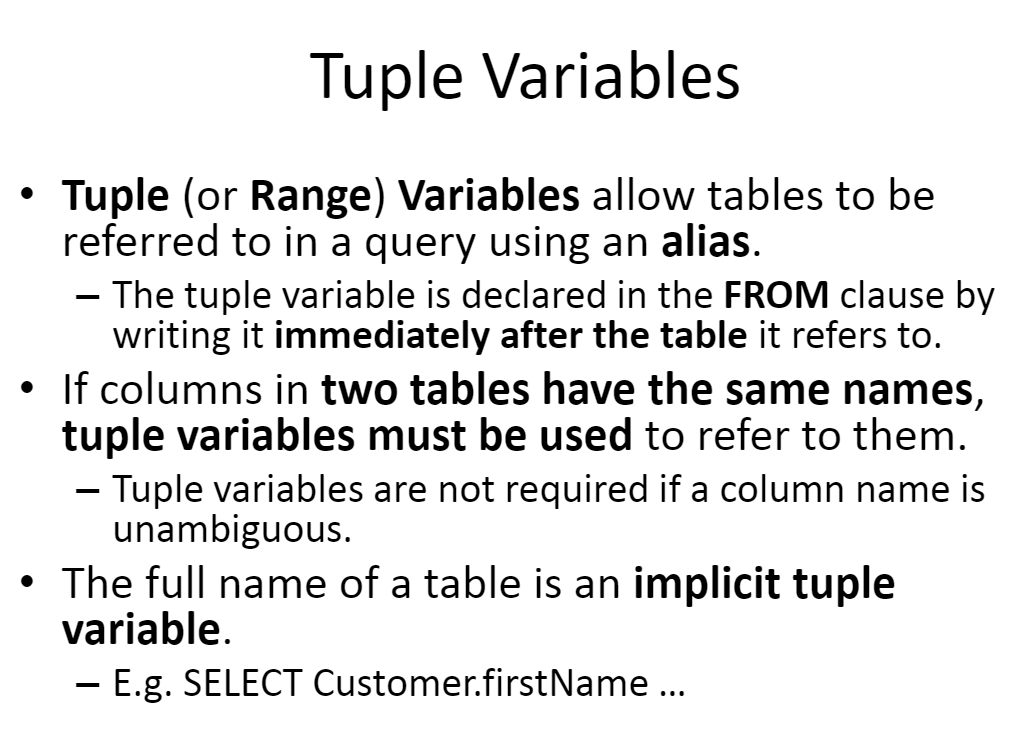 Tuple Variables
• Tuple (or Range) Variables allow tables to be
referred to in a query using an alias.
– The tuple variable is declared in the FROM clause by
writing it immediately after the table it refers to.
• If columns in two tables have the same names,
tuple variables must be used to refer to them.
– Tuple variables are not required if a column name is
unambiguous.
• The full name of a table is an implicit tuple
variable.
– E.g. SELECT Customer.firstName ...